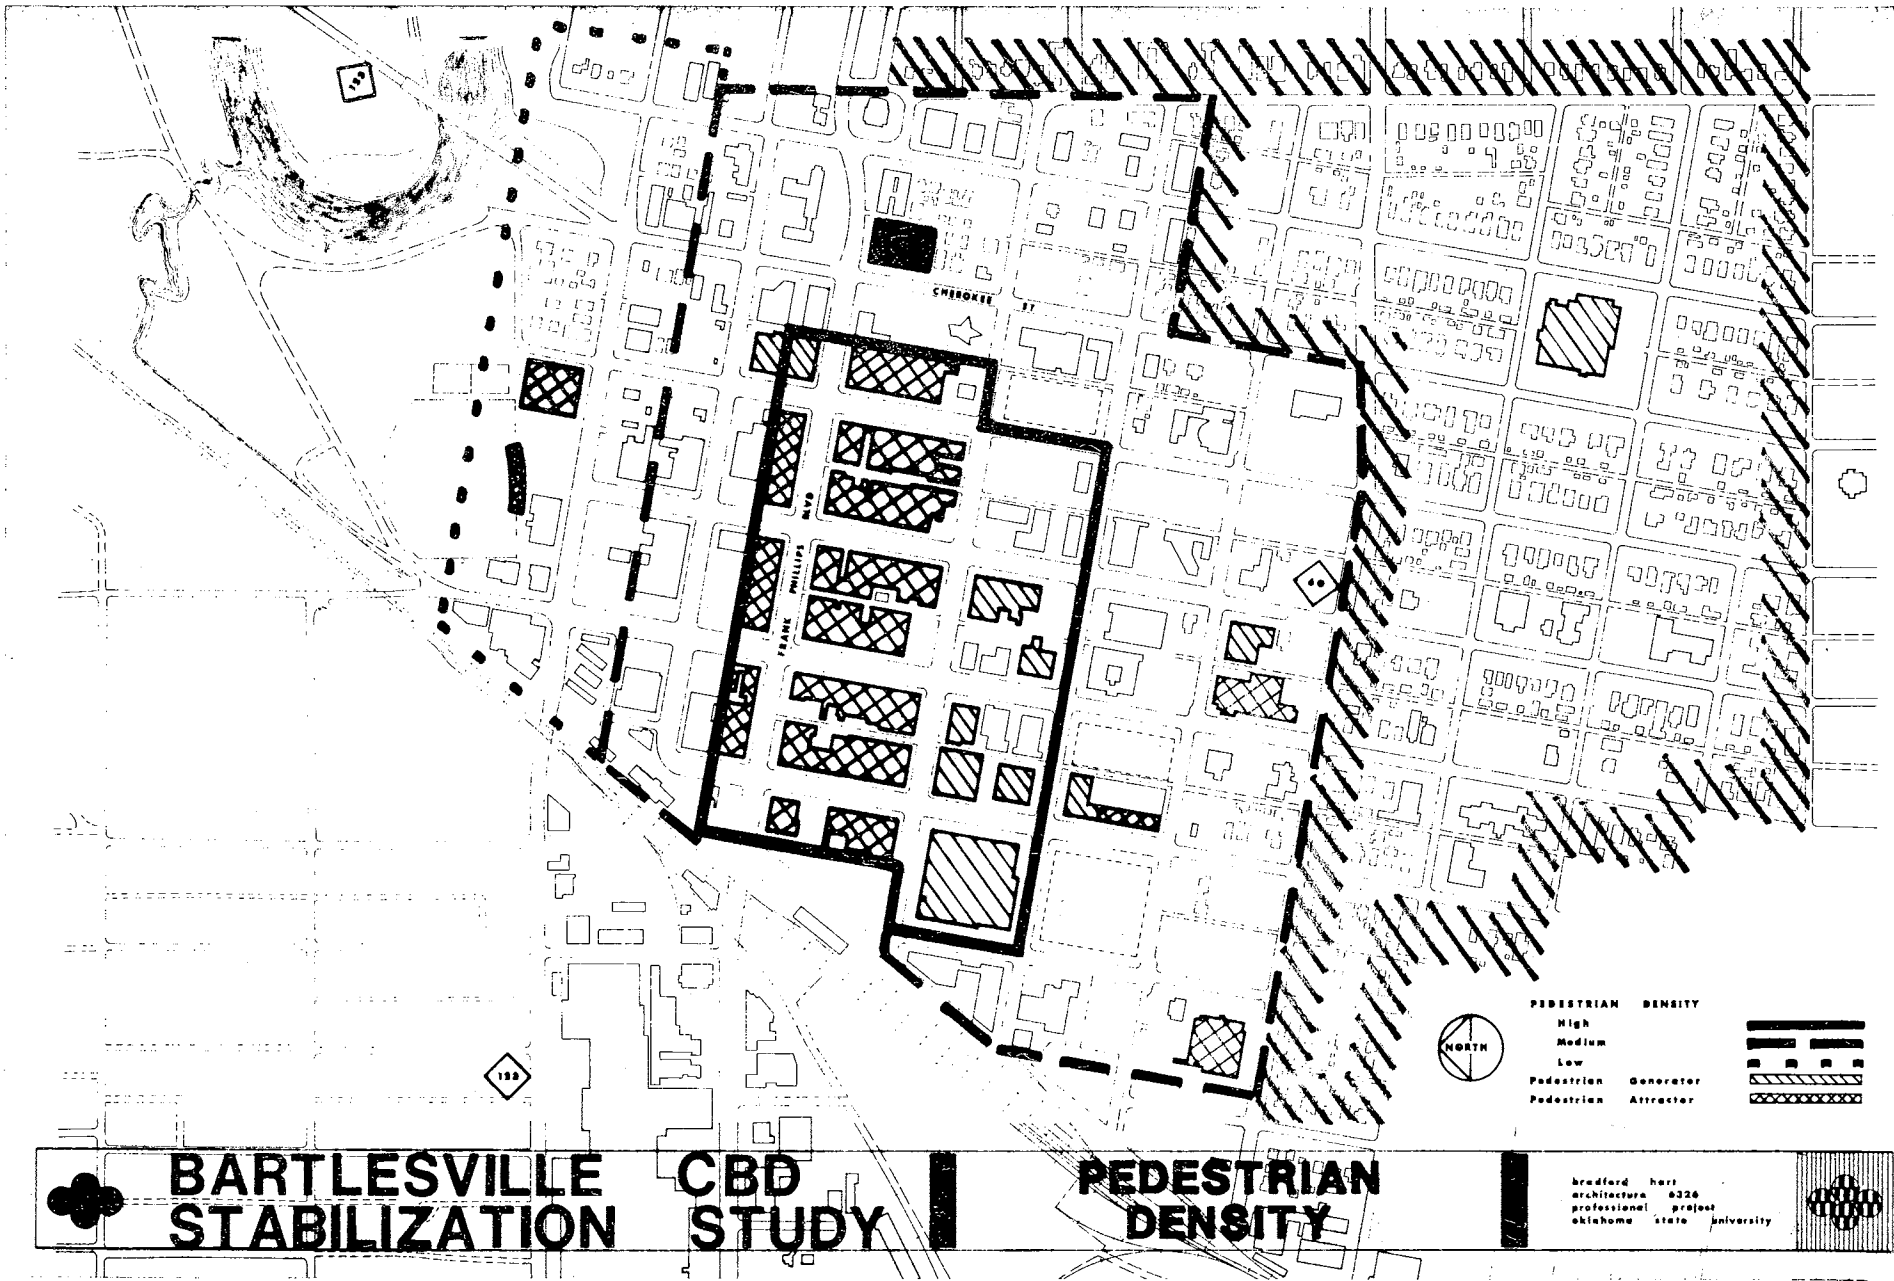 123
CHEROKEE ST
FRANK PHILLIPS BLVD
NORTH
PEDESTRIAN DENSITY
High
Medium
Low
Pedestrian Generator
Pedestrian Attractor
123
BARTLESVILLE CBD
STABILIZATION STUDY
PEDESTRIAN
DENSITY
bradford hart
architecture 6326
professional project
oklahoma state university